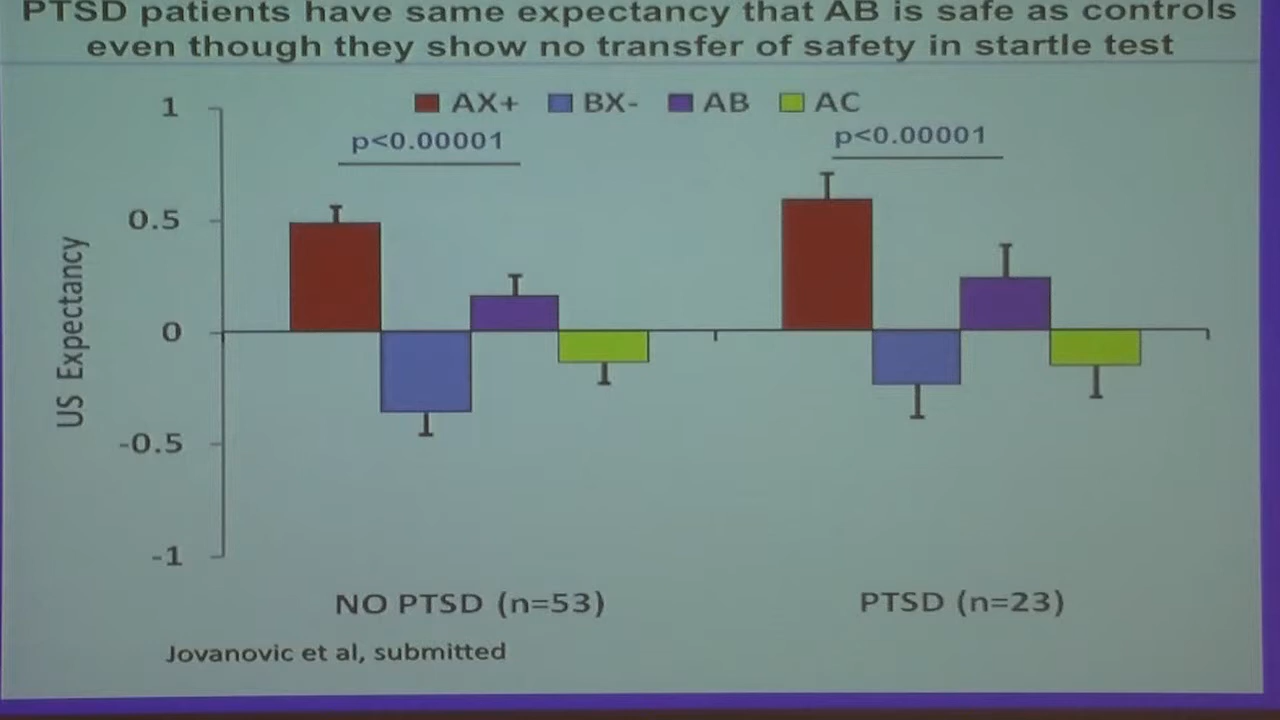 PTSD patients have same expectancy that AB is safe as controls
even though they show no transfer of safety in startle test
AX+ BX- AB AC
p<0.00001 p<0.00001
1
0.5
0
-0.5
-1
US Expectancy
NO PTSD (n=53) PTSD (n=23)
Jovanovic et al, submitted